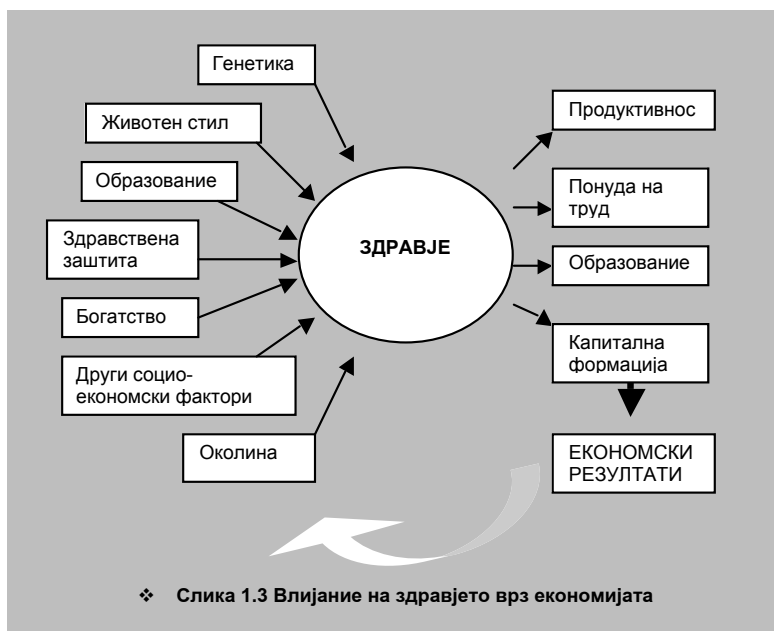 Генетика
Животен стил
Образование
Здравствена
заштита
Богатство
Други социо-
економски фактори
Околина
ЗДРАВЈЕ
Продуктивнос
Понуда на
труд
Образование
Капитална
формација
ЕКОНОМСКИ
РЕЗУЛТАТИ
❖ Слика 1.3 Влијание на здравјето врз економијата